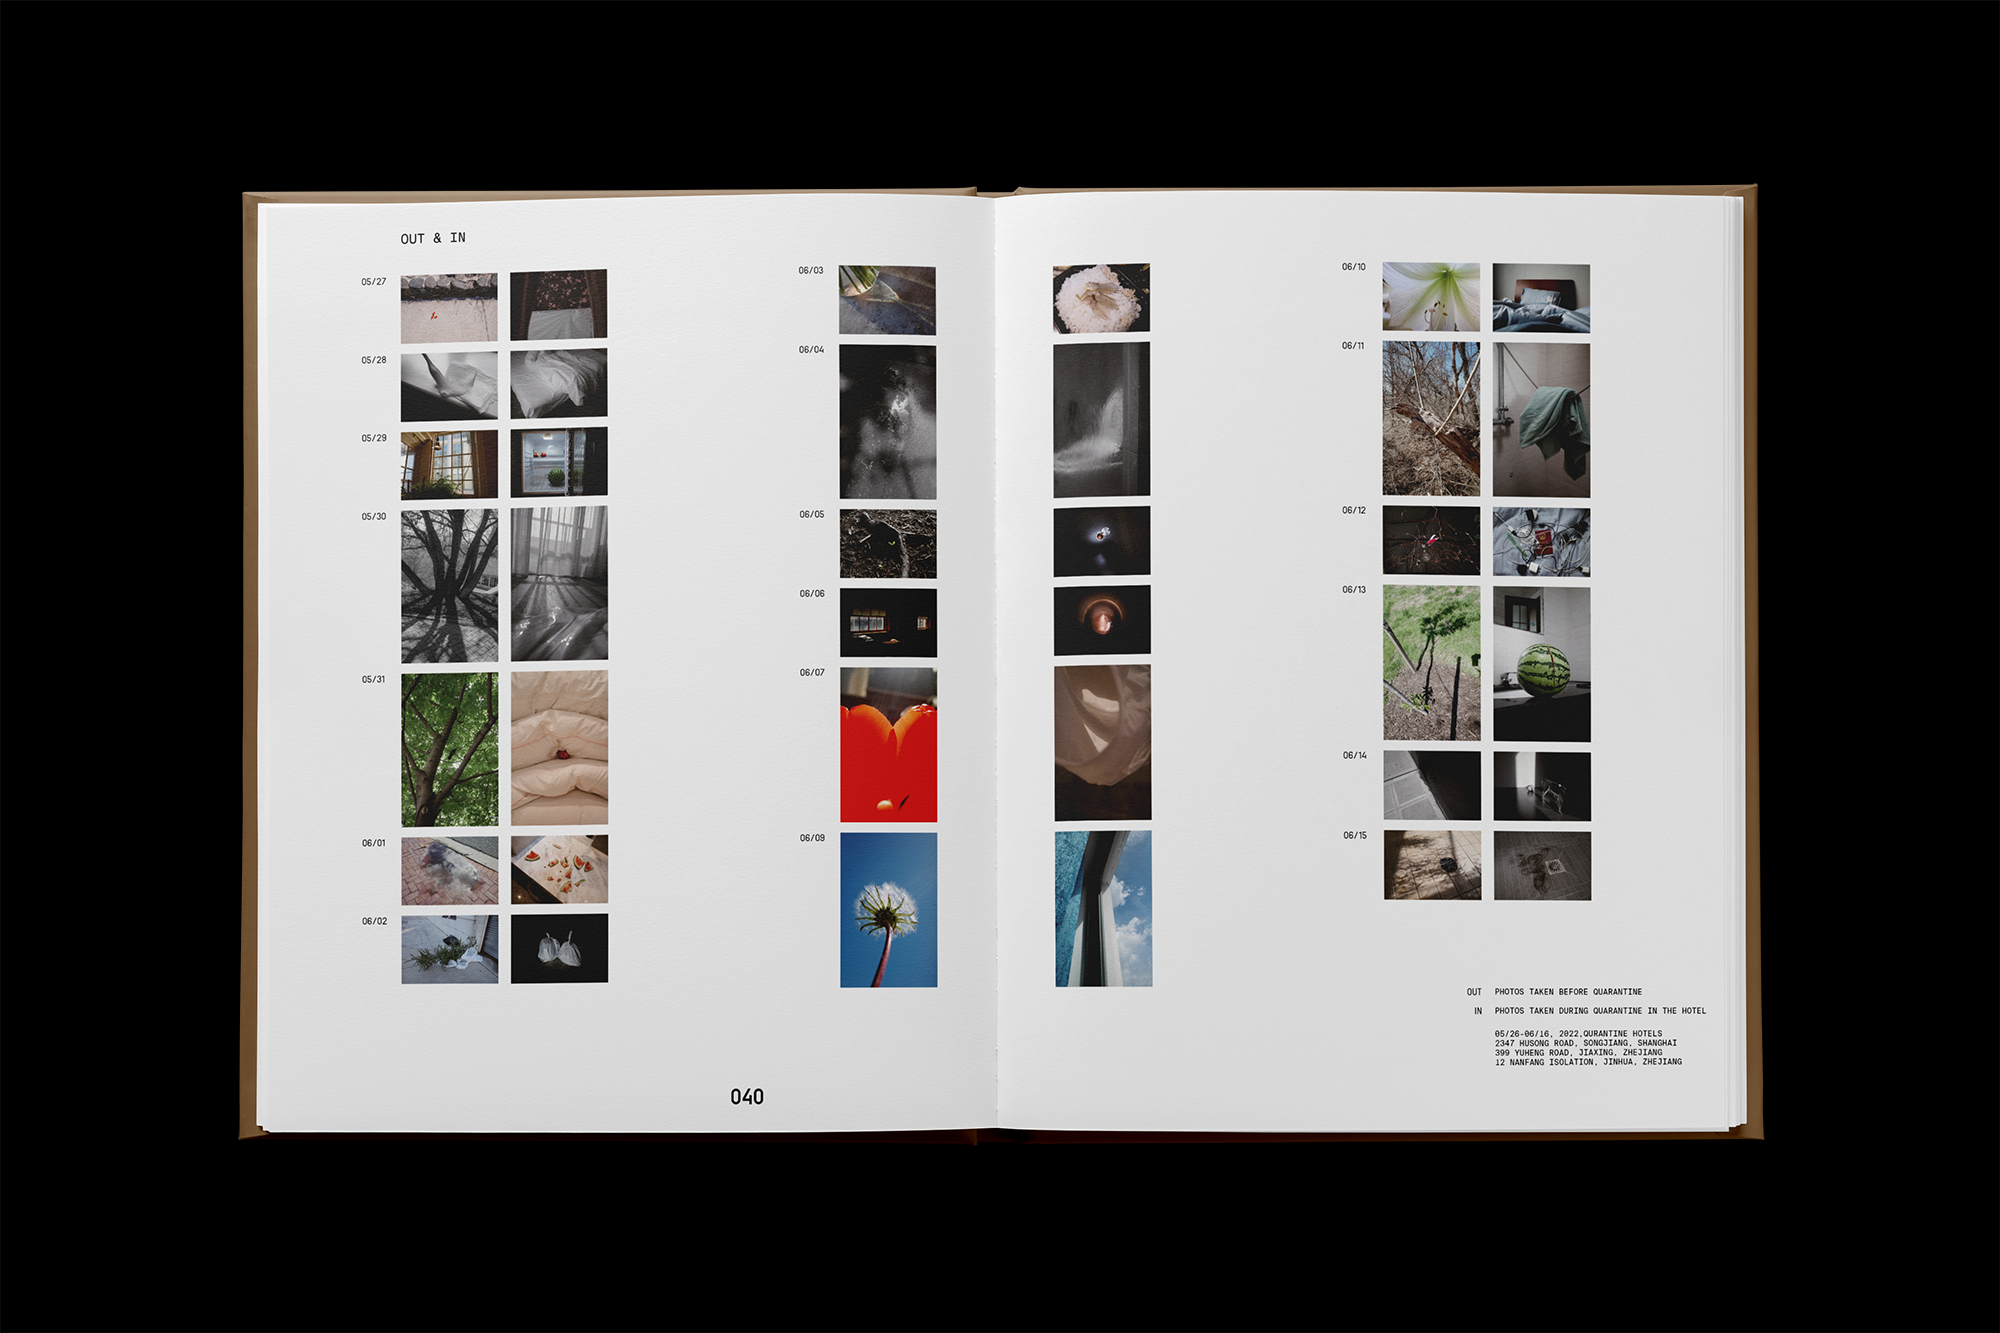 OUT & IN
05/27
05/28
05/29
05/30
05/31
06/01
06/02
06/03
06/04
06/05
06/06
06/07
06/09
040
06/10
06/11
06/12
06/13
06/14
06/15
OUT PHOTOS TAKEN BEFORE QUARANTINE
IN PHOTOS TAKEN DURING QUARANTINE IN THE HOTEL
05/26-06/16, 2022,QURANTINE HOTELS
2347 HUSONG ROAD, SONGJIANG, SHANGHAI
399 YUHENG ROAD, JIAXING, ZHEJIANG
12 NANFANG ISOLATION, JINHUA, ZHEJIANG